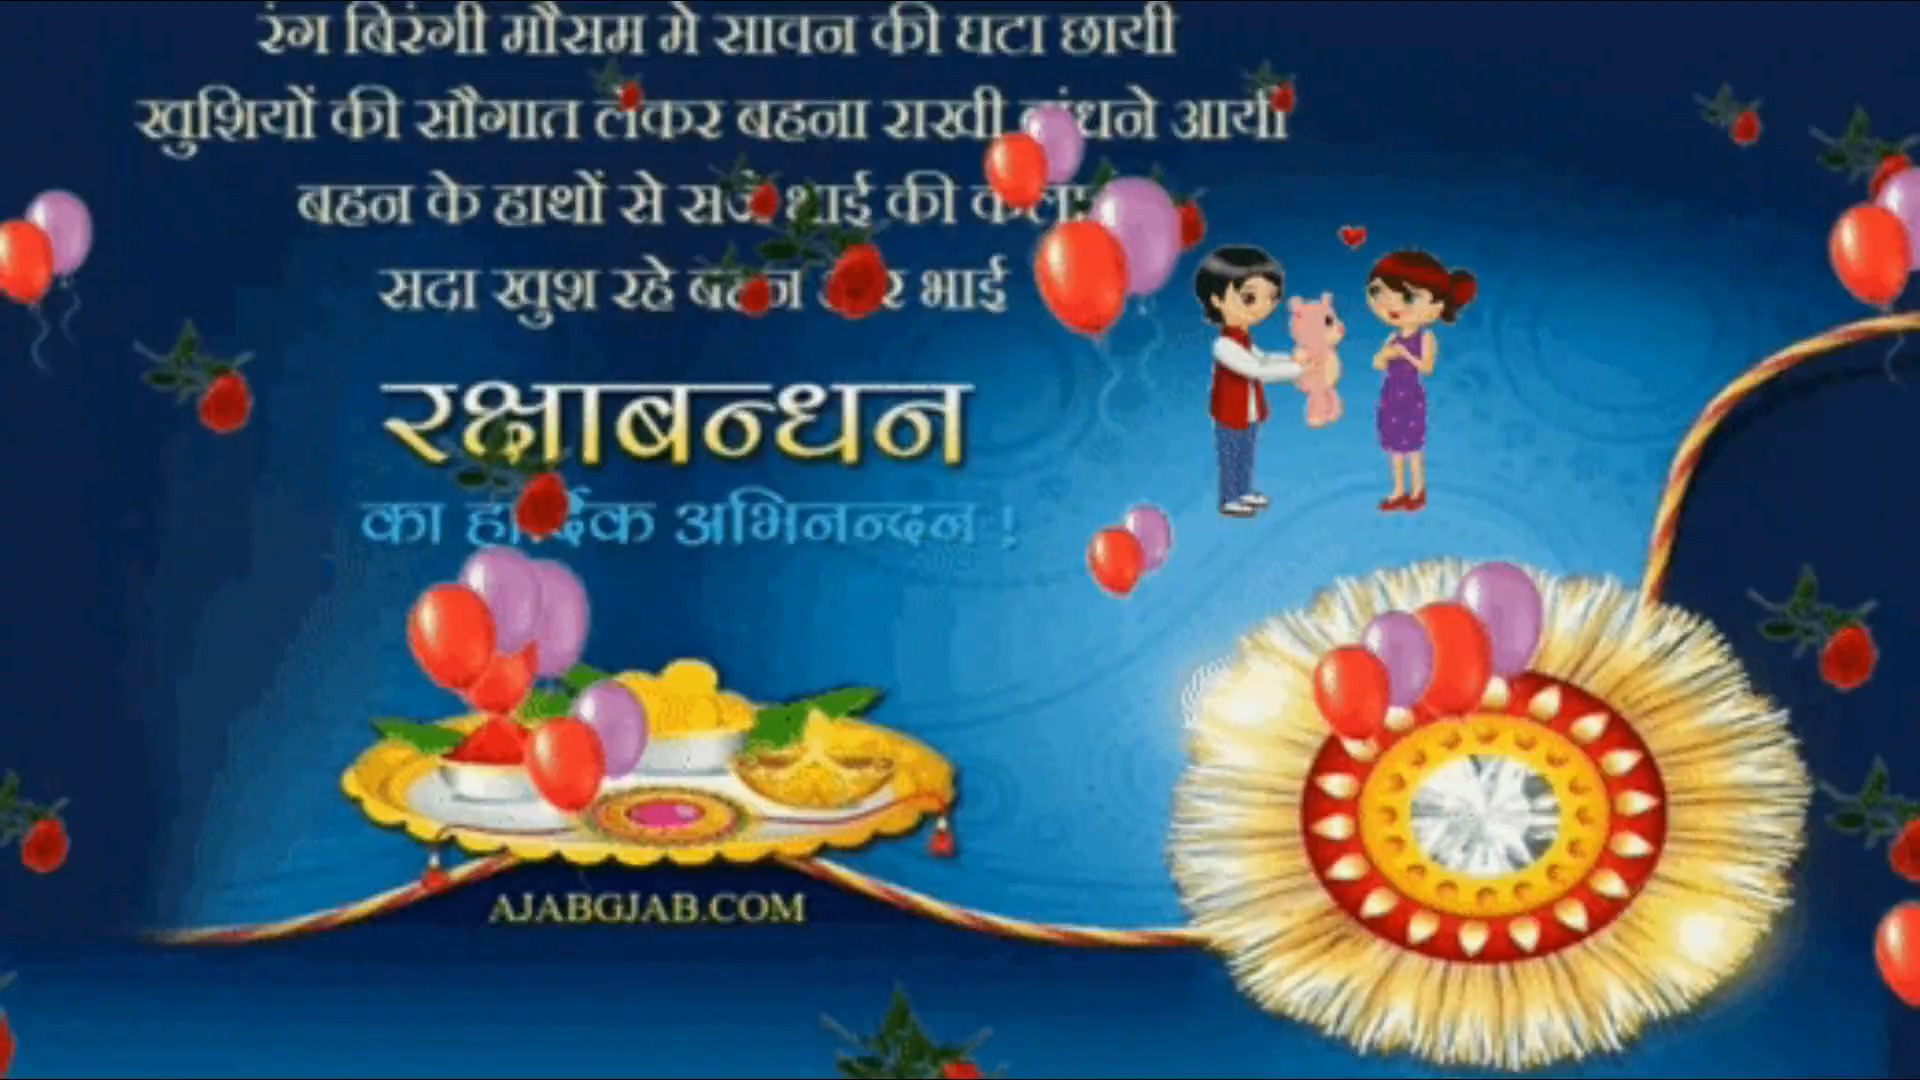 रंग बिरंगी मौसम मे सावन की घटा छायी
खुशियों की सौगात लेकर बहना राखी बांधने आयी
बहन के हाथों से सजे भाई की
सदा खुश रहे बहन और भाई
रक्षाबन्धन
का हार्दिक अभिनन्दन !
AJABGJAB.COM